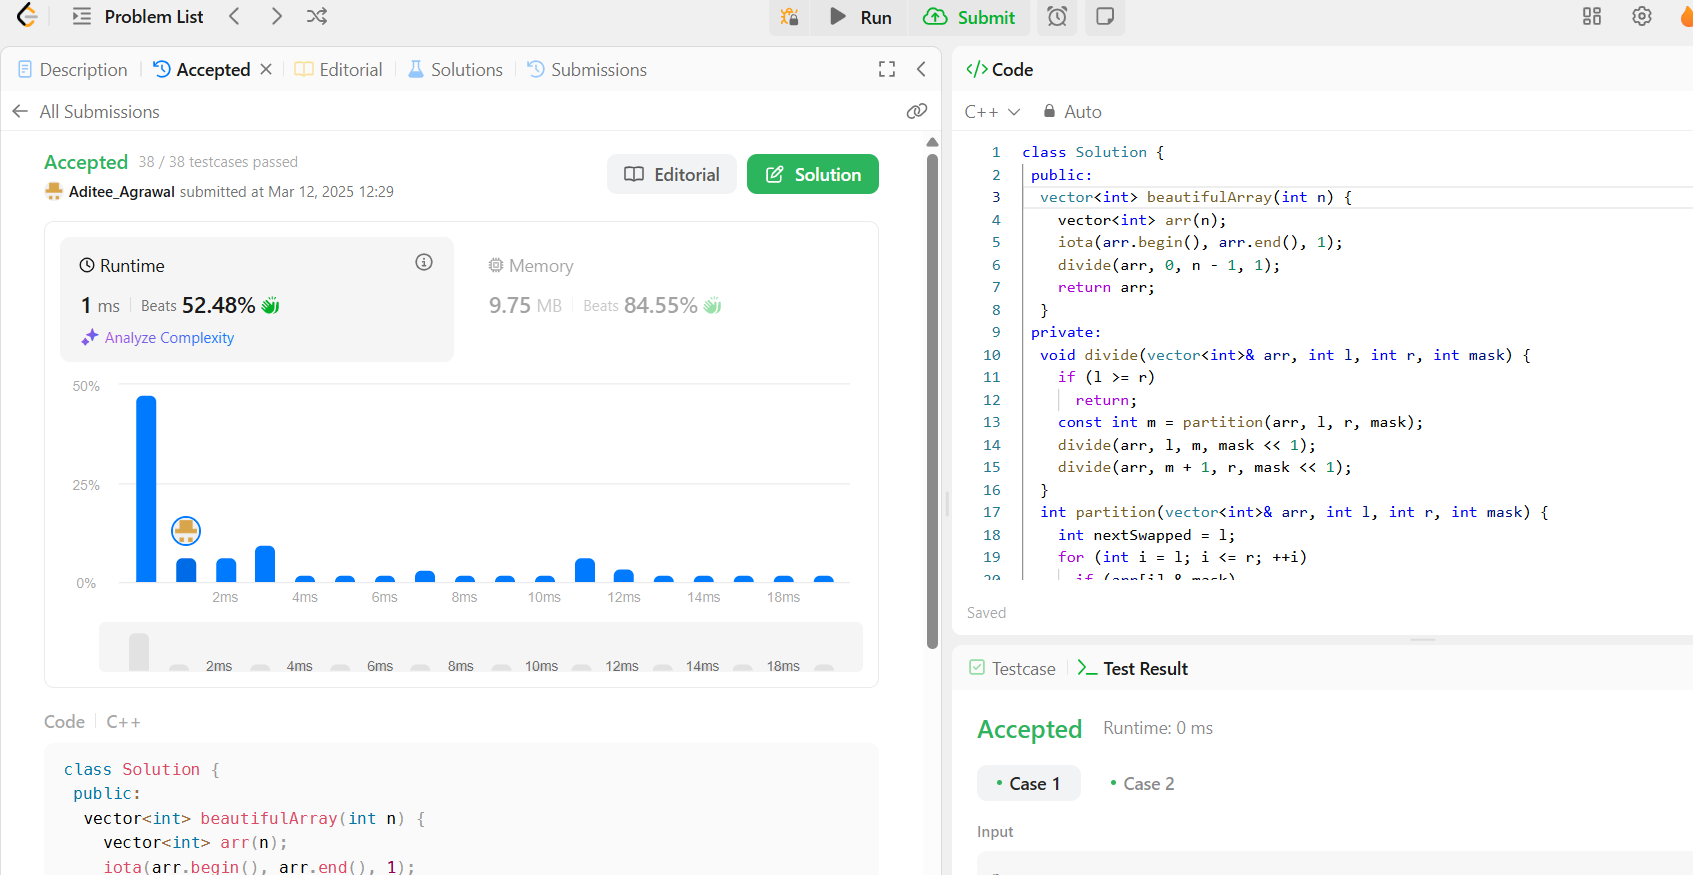 Problem List
Run
Submit
Description
Accepted
Editorial
Solutions
Submissions
All Submissions
Accepted 38 / 38 testcases passed
Aditee_Agrawal submitted at Mar 12, 2025 12:29
Editorial
Solution
Runtime
1 ms Beats 52.48%
Analyze Complexity
Memory
9.75 MB Beats 84.55%
50%
25%
0%
2ms 4ms 6ms 8ms 10ms 12ms 14ms 18ms
2ms 4ms 6ms 8ms 10ms 12ms 14ms 18ms
Code C++
class Solution {
public:
vector<int> beautifulArray(int n) {
vector<int> arr(n);
iota(arr.begin(), arr.end(), 1);
</> Code
C++ Auto
1 class Solution {
2 public:
3 vector<int> beautifulArray(int n) {
4 vector<int> arr(n);
5 iota(arr.begin(), arr.end(), 1);
6 divide(arr, 0, n - 1, 1);
7 return arr;
8 }
9 private:
10 void divide(vector<int>& arr, int l, int r, int mask) {
11 if (l >= r)
12 return;
13 const int m = partition(arr, l, r, mask);
14 divide(arr, l, m, mask << 1);
15 divide(arr, m + 1, r, mask << 1);
16 }
17 int partition(vector<int>& arr, int l, int r, int mask) {
18 int nextSwapped = l;
19 for (int i = l; i <= r; ++i)
20 if (arr[i] & mask)
Saved
Testcase
Test Result
Accepted Runtime: 0 ms
Case 1
Case 2
Input